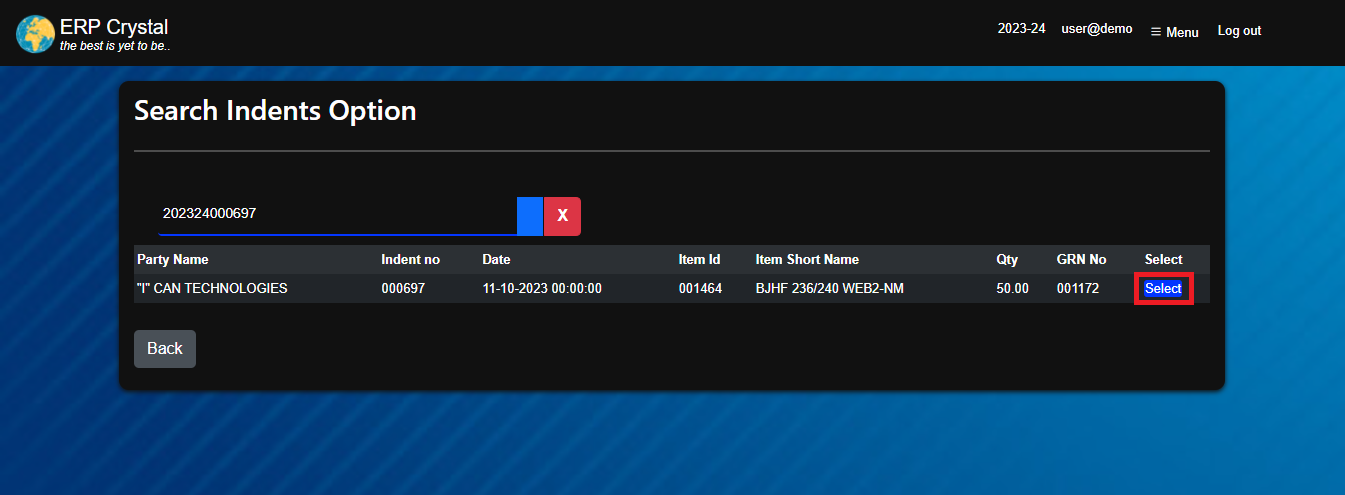 ERP Crystal
the best is yet to be..
2023-24 user@demo ☰ Menu Log out
Search Indents Option
202324000697 X
Party Name Indent no Date Item Id Item Short Name Qty GRN No Select
"I" CAN TECHNOLOGIES 000697 11-10-2023 00:00:00 001464 BJHF 236/240 WEB2-NM 50.00 001172 Select
Back